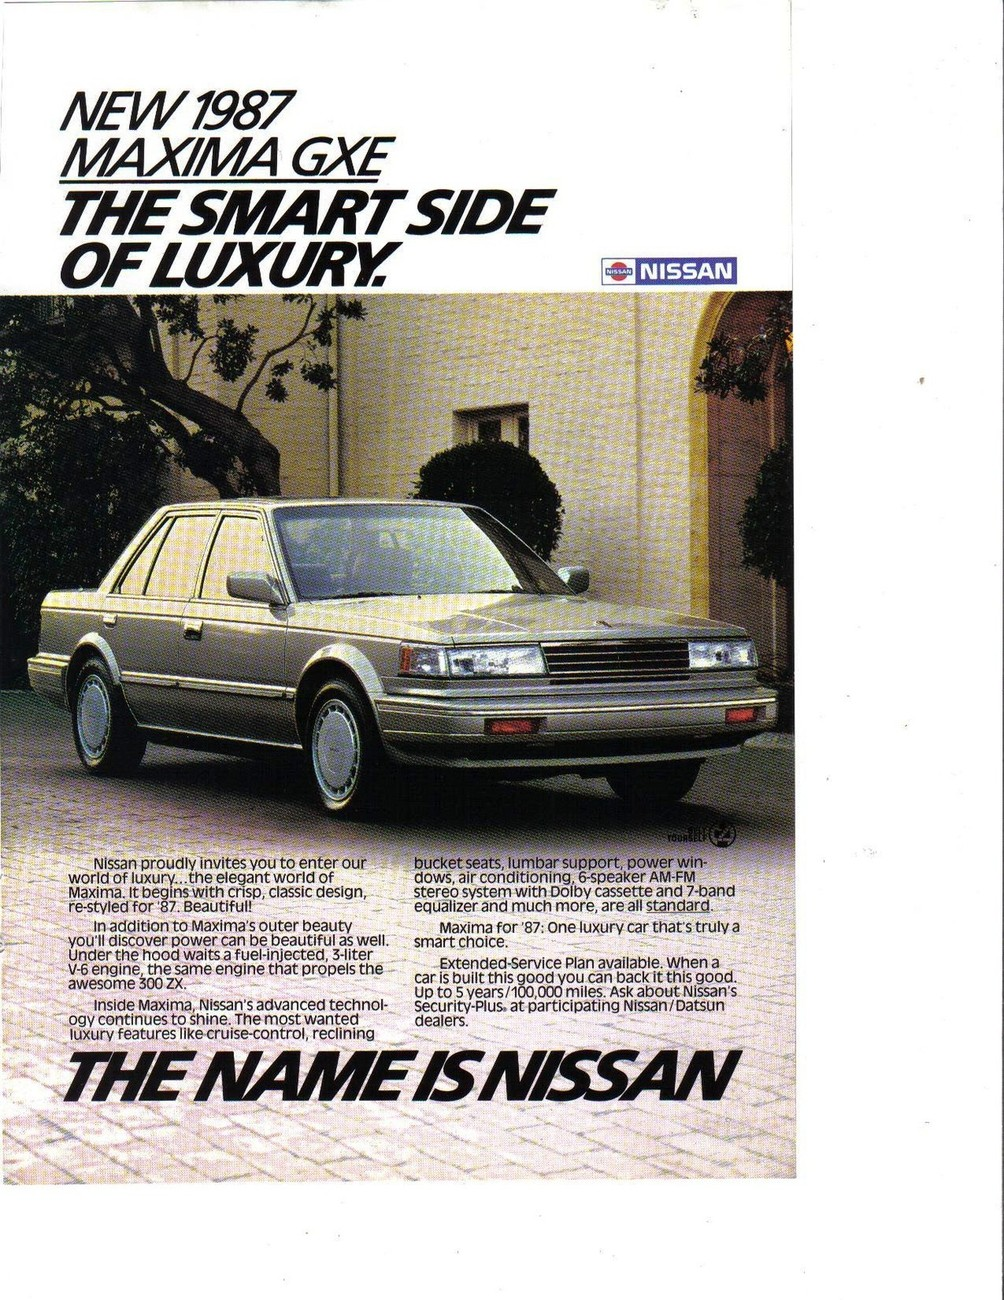 NEW 1987
MAXIMA GXE
THE SMART SIDE
OF LUXURY.
NISSAN NISSAN
YOURSELF
Nissan proudly invites you to enter our
world of luxury...the elegant world of
Maxima. It begins with crisp, classic design,
re-styled for '87. Beautiful!
In addition to Maxima's outer beauty
you'll discover power can be beautiful as well.
Under the hood waits a fuel-injected, 3-liter
V-6 engine, the same engine that propels the
awesome 300 ZX.
Inside Maxima, Nissan's advanced technol-
ogy continues to shine. The most wanted
luxury features like cruise-control, reclining
bucket seats, lumbar support, power win-
dows, air conditioning, 6-speaker AM-FM
stereo system with Dolby cassette and 7-band
equalizer and much more, are all standard.
Maxima for '87: One luxury car that's truly a
smart choice.
Extended-Service Plan available. When a
car is built this good you can back it this good.
Up to 5 years/100,000 miles. Ask about Nissan's
Security-Plus® at participating Nissan/Datsun
dealers.
THE NAME IS NISSAN